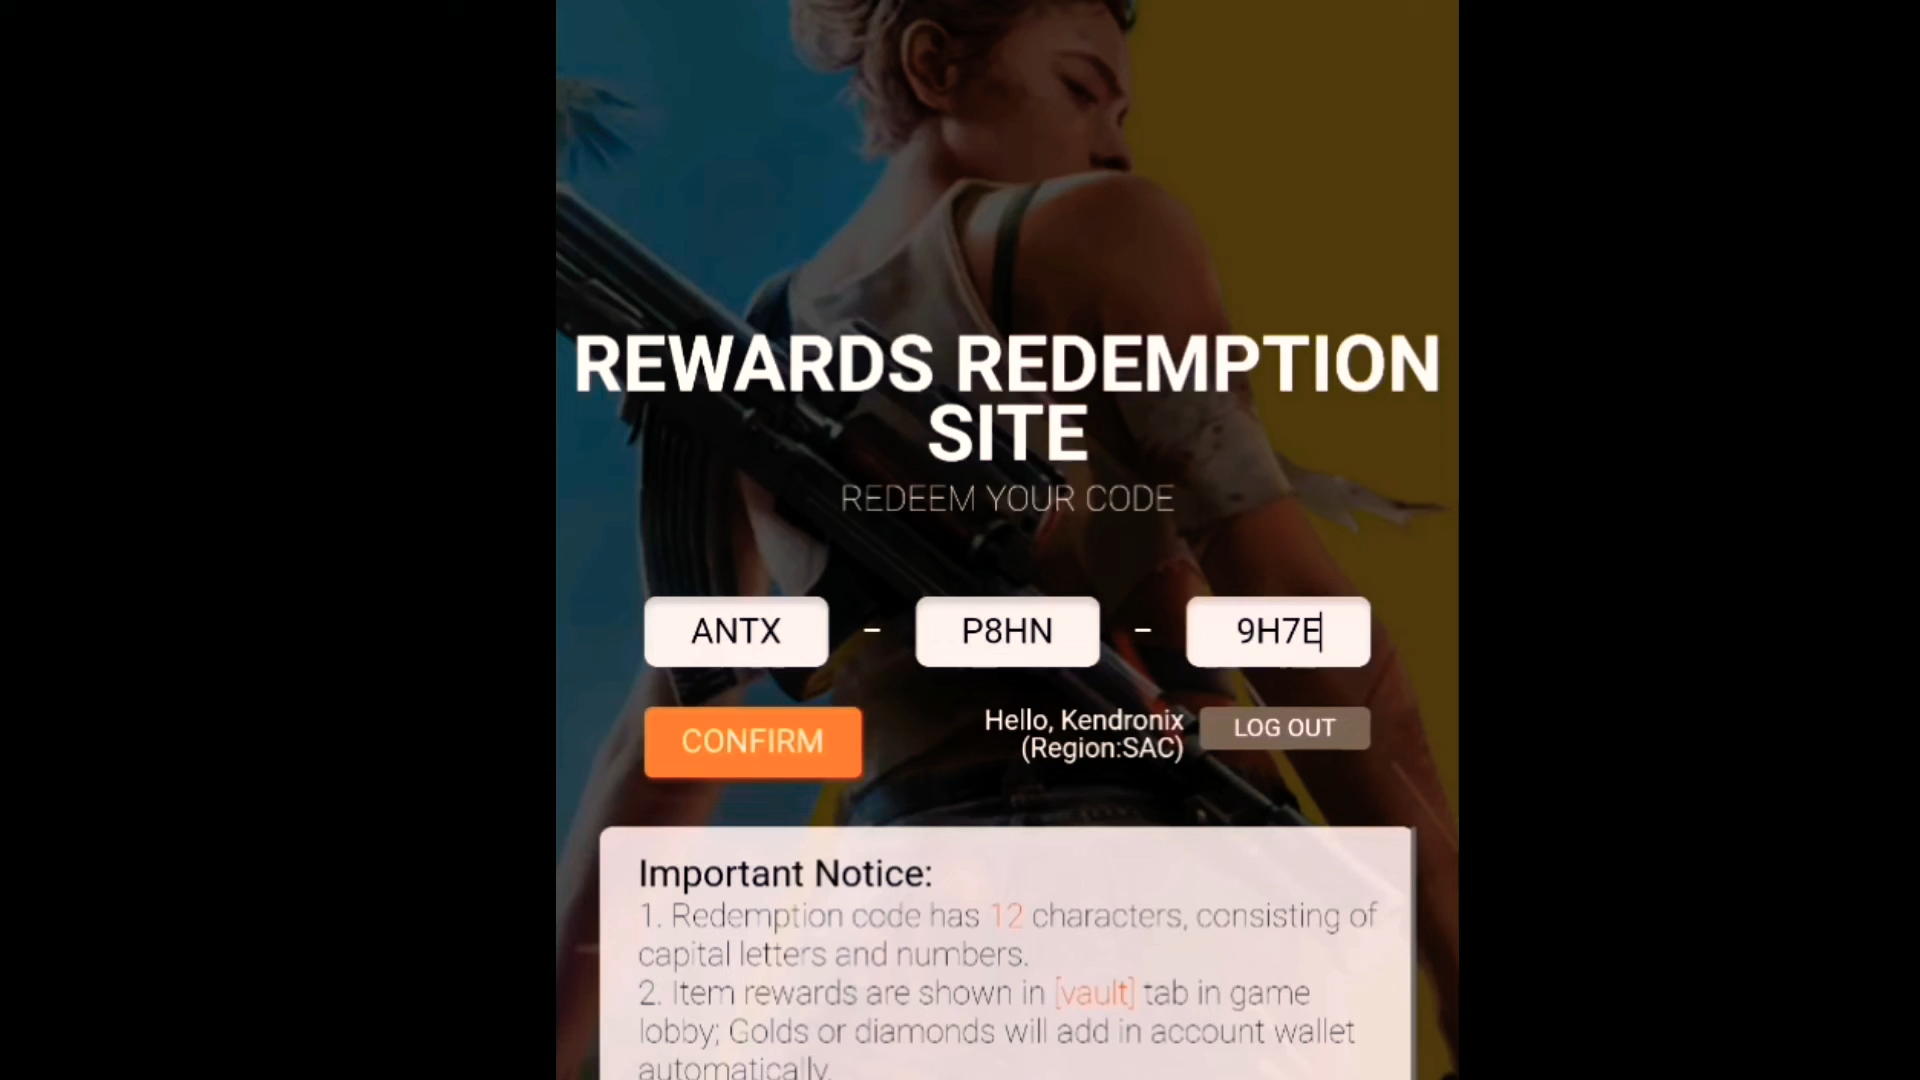 REWARDS REDEMPTION
SITE
REDEEM YOUR CODE
ANTX – P8HN – 9H7E
CONFIRM
Hello, Kendronix
(Region:SAC)
LOG OUT
Important Notice:
1. Redemption code has 12 characters, consisting of
capital letters and numbers.
2. Item rewards are shown in [vault] tab in game
lobby; Golds or diamonds will add in account wallet
automatically.